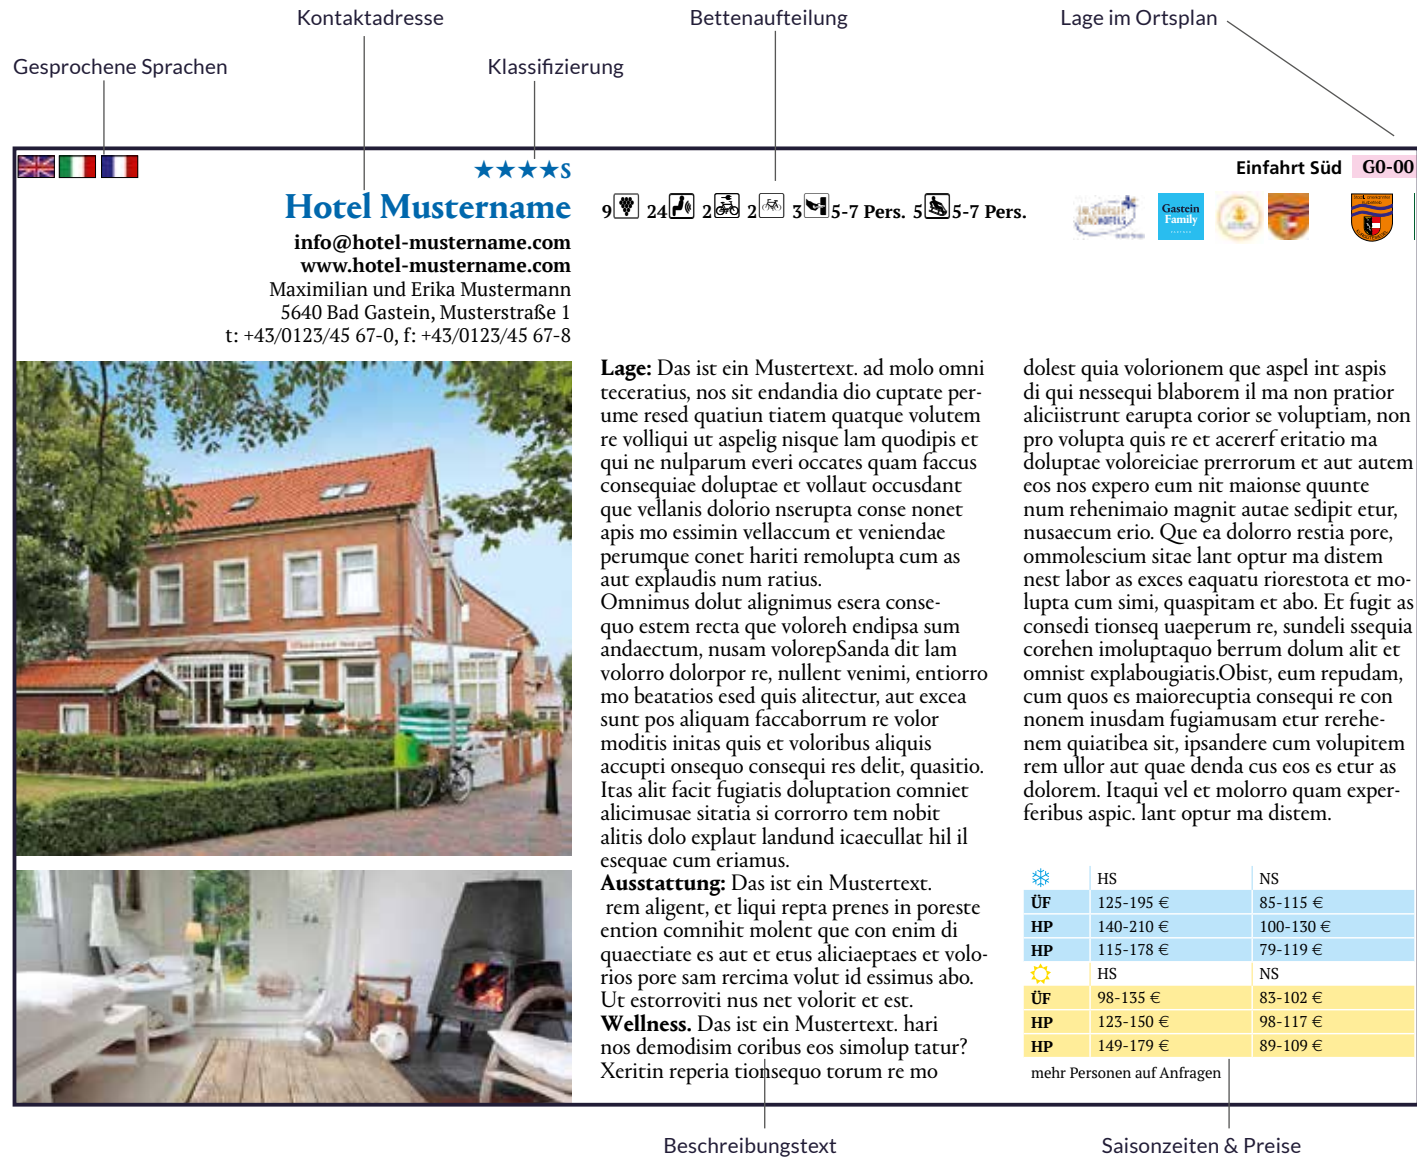 Kontaktadresse
Bettenaufteilung
Lage im Ortsplan
Gesprochene Sprachen
Klassifizierung
★★★★S
Einfahrt Süd G0-00
Hotel Mustername
9 24 2 2 3 5-7 Pers. 5 5-7 Pers.
Gastein
Family
info@hotel-mustername.com
www.hotel-mustername.com
Maximilian und Erika Mustermann
5640 Bad Gastein, Musterstraße 1
t: +43/0123/45 67-0, f: +43/0123/45 67-8
Lage: Das ist ein Mustertext. ad molo omni
teceratius, nos sit endandia dio cuptate per-
ume resed quatiun tiatem quatque volutem
re volliqui ut aspelig nisque lam quodipis et
qui ne nulparum everi occates quam faccus
consequiae doluptae et vollaut occusdant
que vellanis dolorio nserupta conse nonet
apis mo essimin vellaccum et veniendae
perumque conet hariti remolupta cum as
aut explaudis num ratius.
Omnimus dolut alignimus esera conse-
quo estem recta que voloreh endipsa sum
andaectum, nusam volorepSanda dit lam
volorro dolorpor re, nullent venimi, entiorro
mo beatatios esed quis alitectur, aut excea
sunt pos aliquam faccaborrum re volor
moditis initas quis et voloribus aliquis
accupti onsequo consequi res delit, quasitio.
Itas alit facit fugiatis doluptation comniet
alicimusae sitatia si corrorro tem nobit
alitis dolo explaut landund icaecullat hil il
esequae cum eriamus.
Ausstattung: Das ist ein Mustertext.
rem aligent, et liqui repta prenes in poreste
ention comnihit molent que con enim di
quaectiate es aut et etus aliciaeptaes et volo-
rios pore sam rercima volut id essimus abo.
Ut estorroviti nus net volorit et est.
Wellness. Das ist ein Mustertext. hari
nos demodisim coribus eos simolup tatur?
Xeritin reperia tionsequo torum re mo
dolest quia volorionem que aspel int aspis
di qui nessequi blaborem il ma non pratior
aliciistrunt earupta corior se voluptiam, non
pro volupta quis re et acererf eritatio ma
doluptae voloreiciae prerrorum et aut autem
eos nos expero eum nit maionse quunte
num rehenimaio magnit autae sedipit etur,
nusaecum erio. Que ea dolorro restia pore,
ommolescium sitae lant optur ma distem
nest labor as exces eaquatu riorestota et mo-
lupta cum simi, quaspitam et abo. Et fugit as
consedi tionseq uaeperum re, sundeli ssequia
corehen imoluptaquo berrum dolum alit et
omnist explabougiatis.Obist, eum repudam,
cum quos es maiorecuptia consequi re con
nonem inusdam fugiamusam etur rerehe-
nem quiatibea sit, ipsandere cum volupitem
rem ullor aut quae denda cus eos es etur as
dolorem. Itaqui vel et molorro quam exper-
feribus aspic. lant optur ma distem.
HS NS
ÜF 125-195 € 85-115 €
HP 140-210 € 100-130 €
HP 115-178 € 79-119 €
HS NS
ÜF 98-135 € 83-102 €
HP 123-150 € 98-117 €
HP 149-179 € 89-109 €
mehr Personen auf Anfragen
Beschreibungstext
Saisonzeiten & Preise